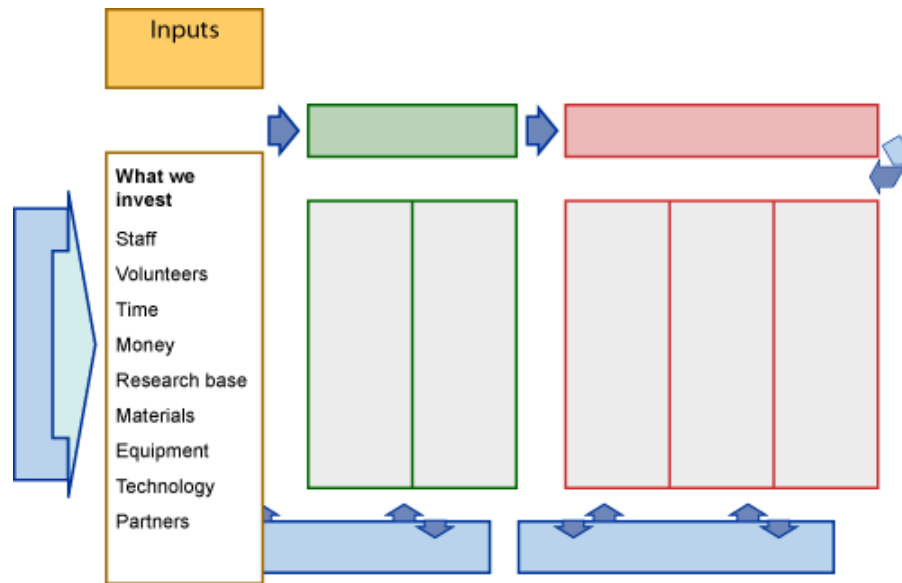 Inputs
What we
invest
Staff
Volunteers
Time
Money
Research base
Materials
Equipment
Technology
Partners